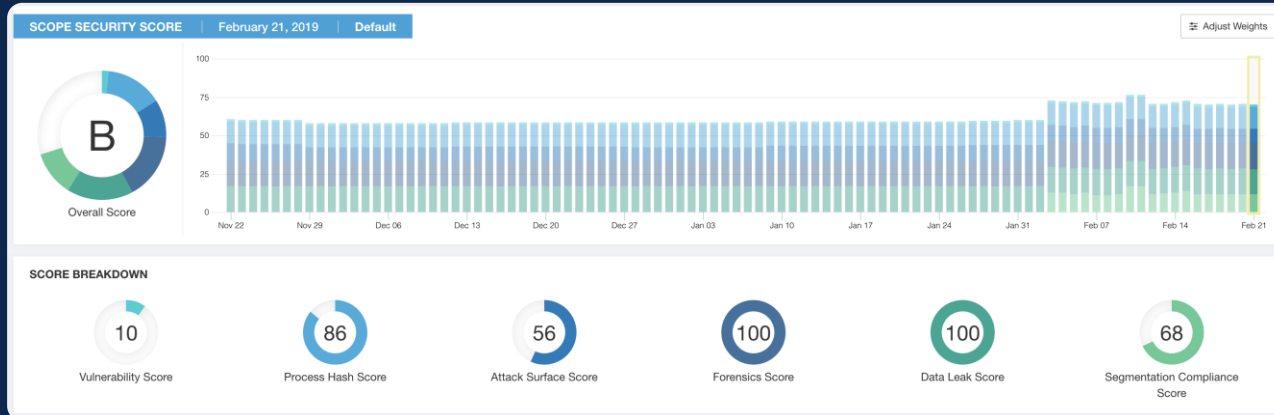 SCOPE SECURITY SCORE | February 21, 2019 | Default
Adjust Weights
B
Overall Score
100
75
50
25
0
Nov 22 Nov 29 Dec 06 Dec 13 Dec 20 Dec 27 Jan 03 Jan 10 Jan 17 Jan 24 Jan 31 Feb 07 Feb 14 Feb 21
SCORE BREAKDOWN
10 86 56 100 100 68
Vulnerability Score Process Hash Score Attack Surface Score Forensics Score Data Leak Score Segmentation Compliance
Score